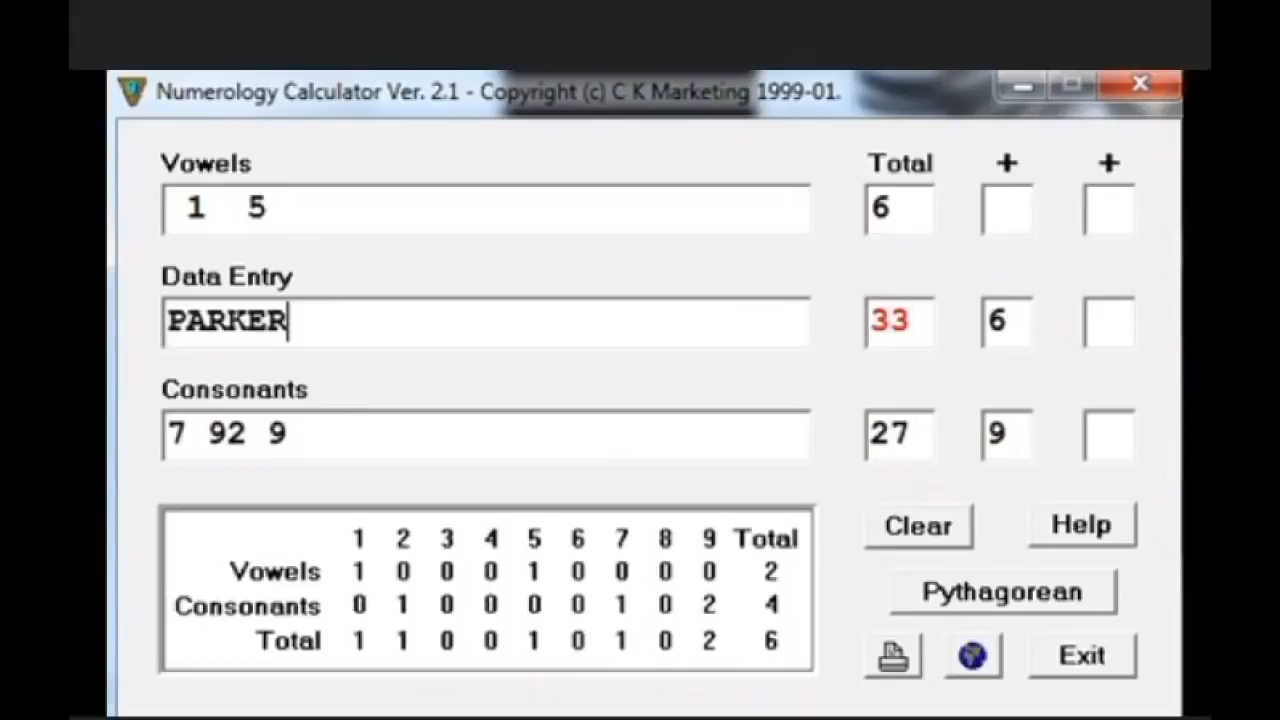 Numerology Calculator Ver. 2.1 - Copyright (c) C K Marketing 1999-01.
Vowels Total + +
1 5 6
Data Entry
PARKER 33 6
Consonants
7 92 9 27 9
1 2 3 4 5 6 7 8 9 Total
Vowels 1 0 0 0 1 0 0 0 0 2
Consonants 0 1 0 0 0 0 1 0 2 4
Total 1 1 0 0 1 0 1 0 2 6
Clear Help
Pythagorean
Exit